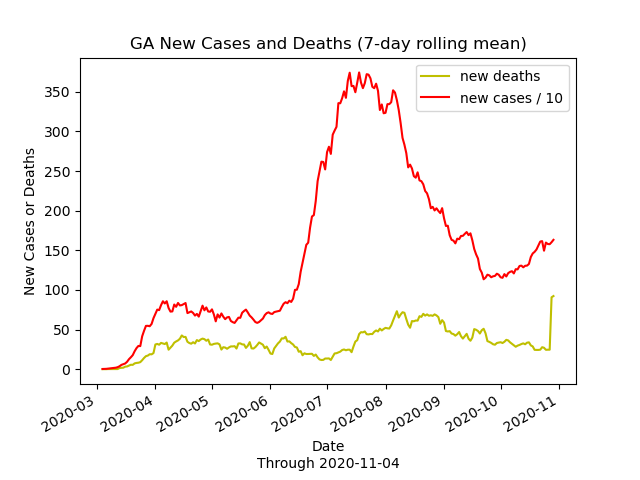 GA New Cases and Deaths (7-day rolling mean)
new deaths
new cases / 10
New Cases or Deaths
350
300
250
200
150
100
50
0
2020-03
2020-04
2020-05
2020-06
2020-07
2020-08
2020-09
2020-10
2020-11
Date
Through 2020-11-04